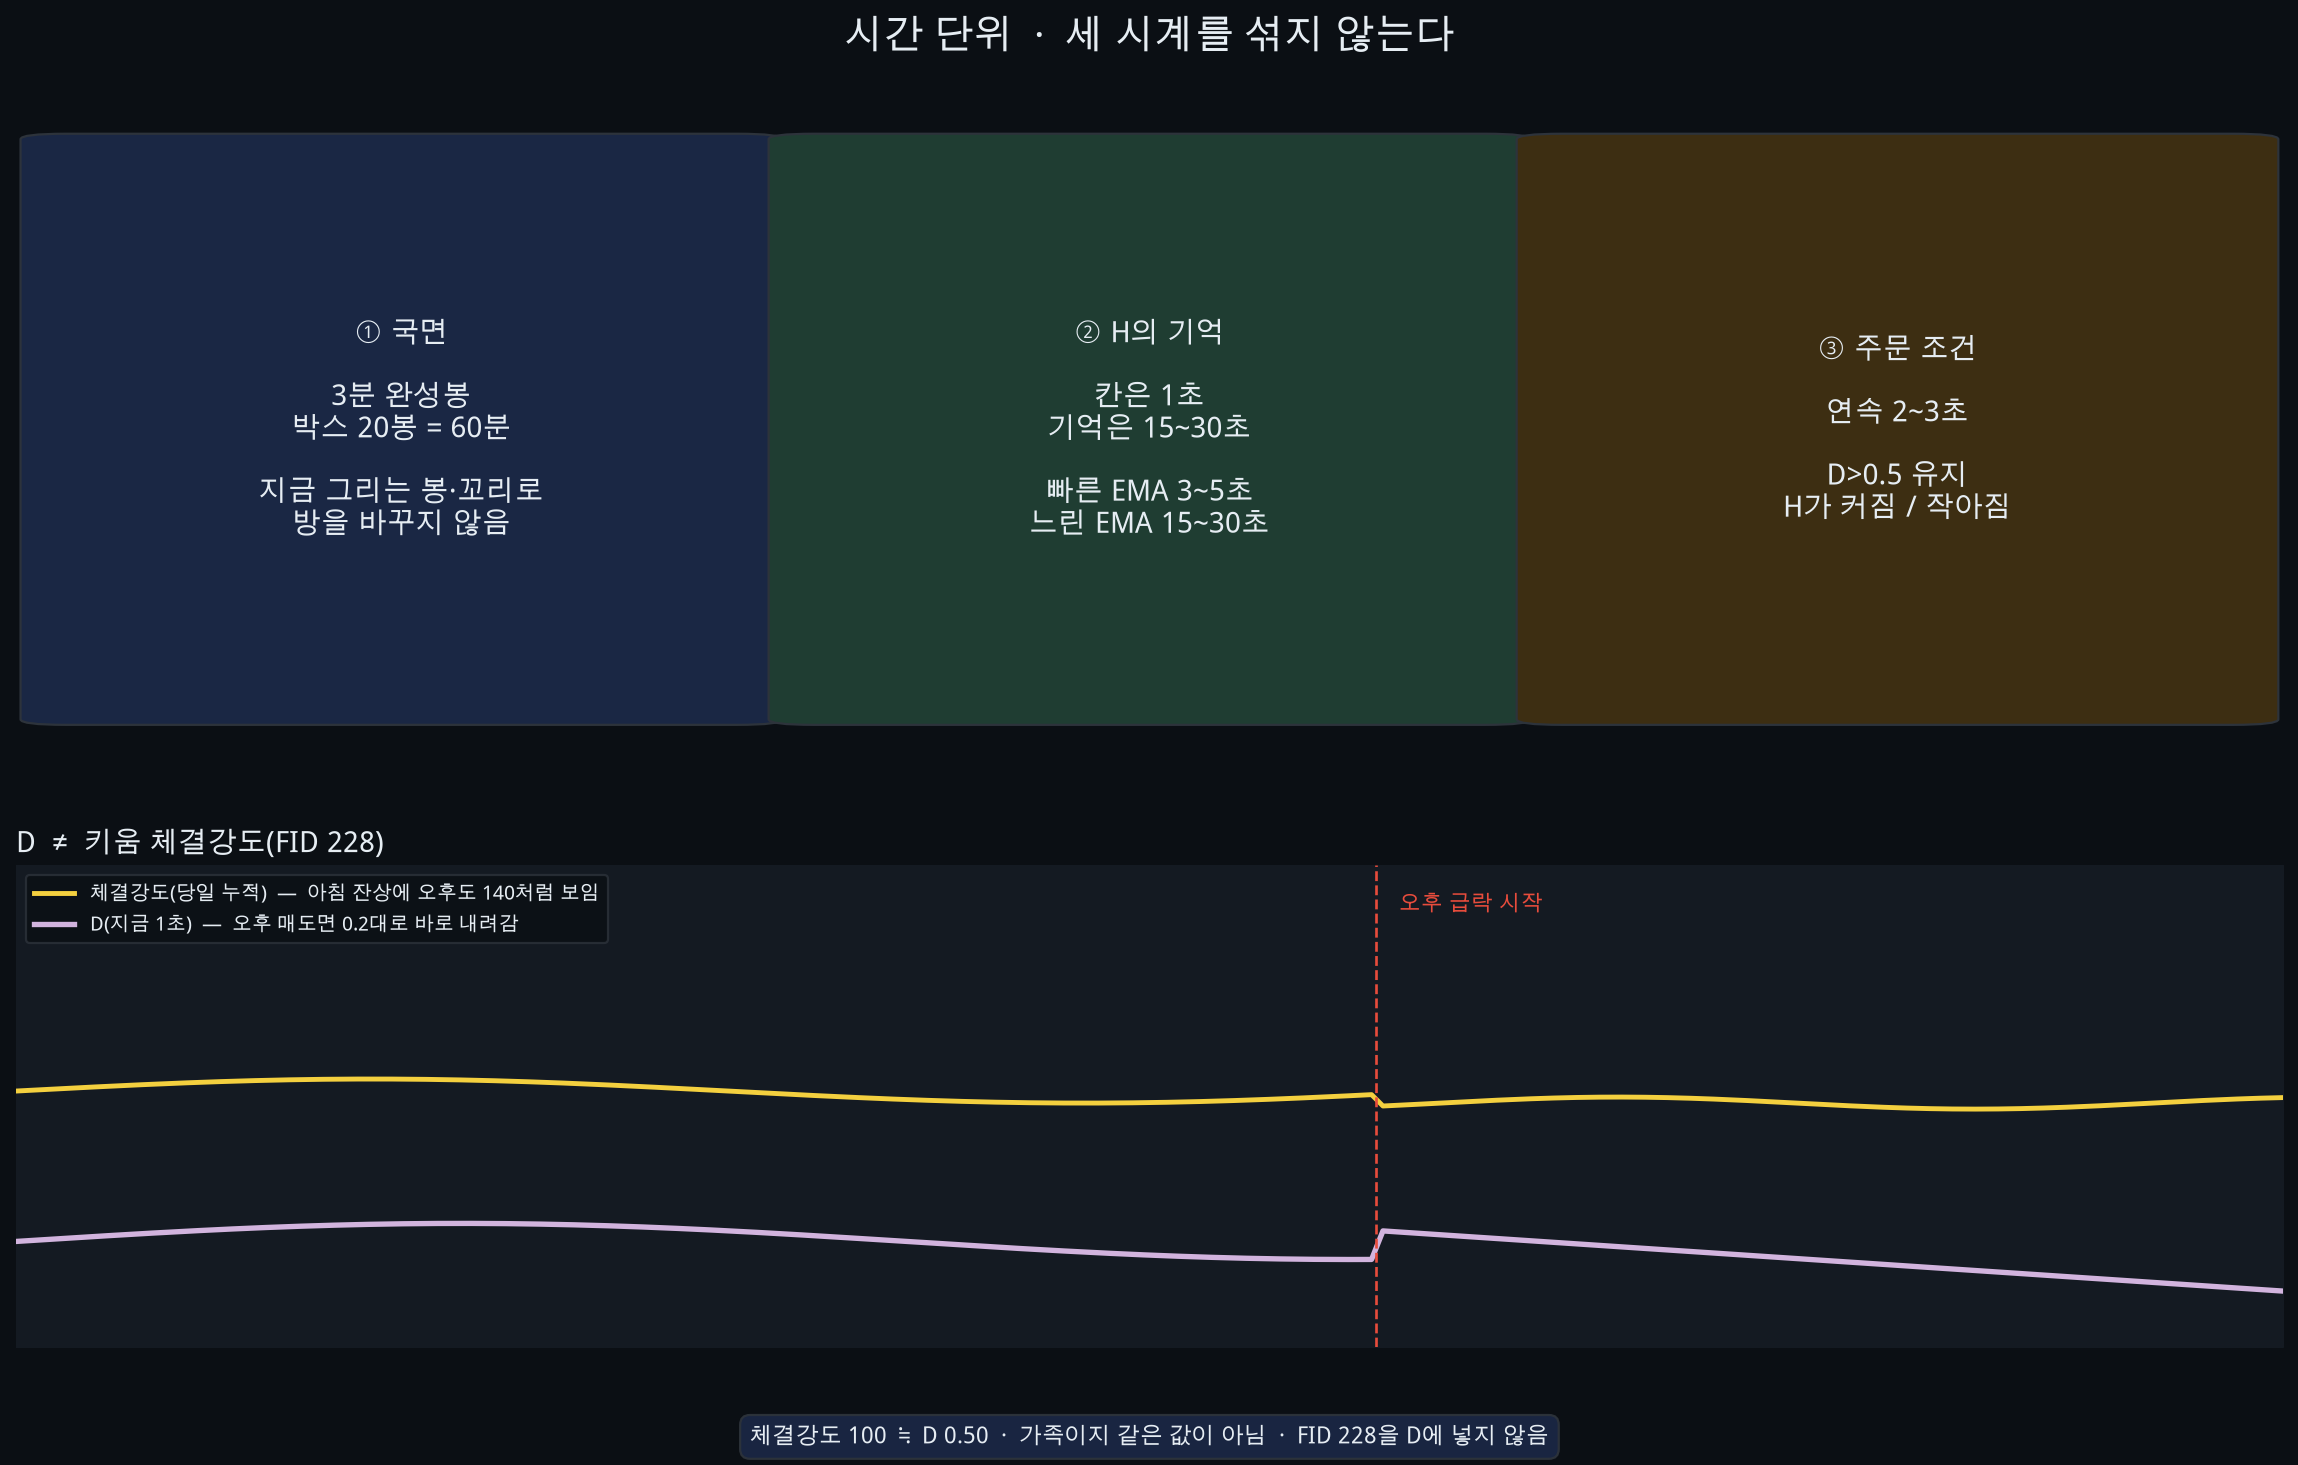 시간 단위 · 세 시계를 섞지 않는다
① 국면
3분 완성봉
박스 20봉 = 60분
지금 그리는 봉·꼬리로
방을 바꾸지 않음
② H의 기억
칸은 1초
기억은 15~30초
빠른 EMA 3~5초
느린 EMA 15~30초
③ 주문 조건
연속 2~3초
D>0.5 유지
H가 커짐 / 작아짐
D ≠ 키움 체결강도(FID 228)
체결강도(당일 누적) — 아침 잔상에 오후도 140처럼 보임
D(지금 1초) — 오후 매도면 0.2대로 바로 내려감
오후 급락 시작
체결강도 100 ≒ D 0.50 · 가족이지 같은 값이 아님 · FID 228을 D에 넣지 않음